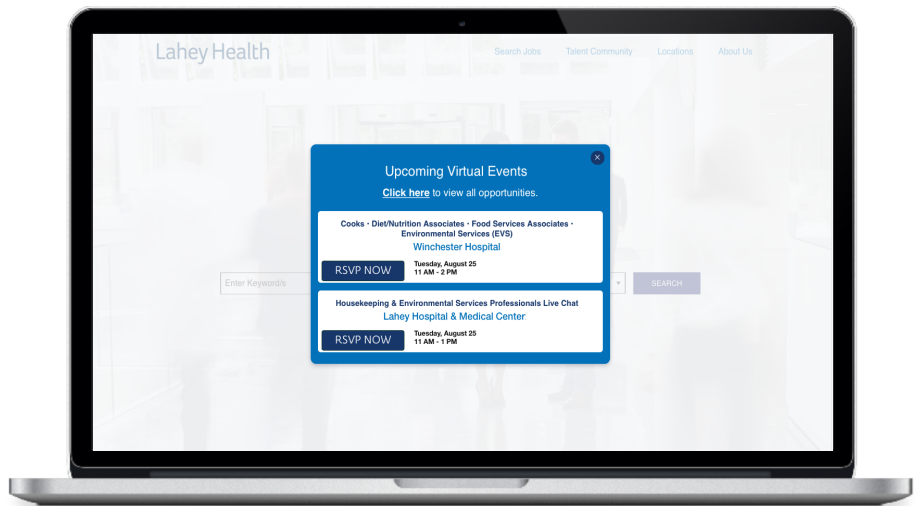 Lahey Health
Search Jobs Talent Community Locations About Us
Upcoming Virtual Events
Click here to view all opportunities.
Cooks · Diet/Nutrition Associates · Food Services Associates ·
Environmental Services (EVS)
Winchester Hospital
RSVP NOW
Tuesday, August 25
11 AM - 2 PM
Enter Keyword/s
SEARCH
Housekeeping & Environmental Services Professionals Live Chat
Lahey Hospital & Medical Center
RSVP NOW
Tuesday, August 25
11 AM - 1 PM